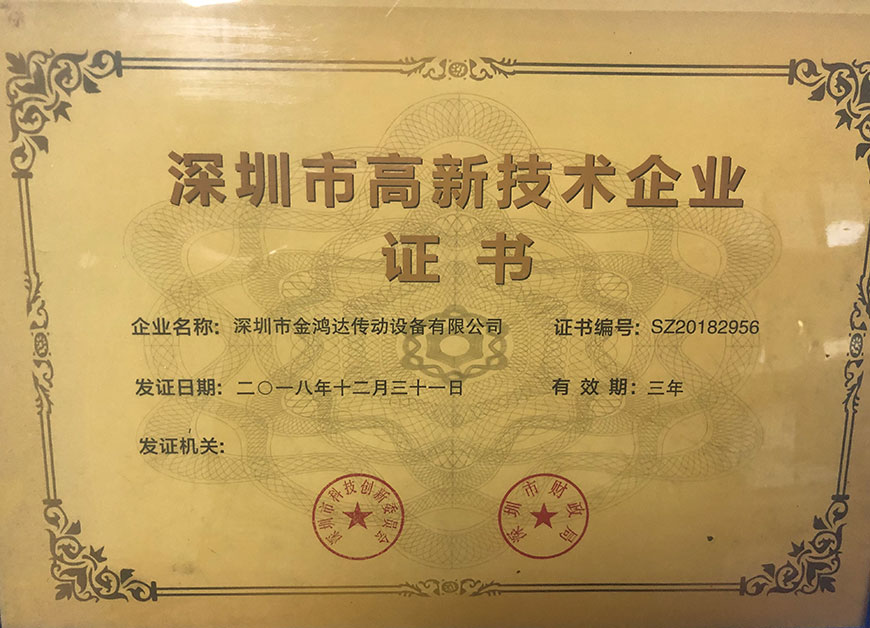 深圳市高新技术企业
证书
企业名称: 深圳市金鸿达传动设备有限公司 证书编号: SZ20182956
发证日期: 二〇一八年十二月三十一日 有效期: 三年
发证机关:
深圳市科技创新委员会
深圳市财政局